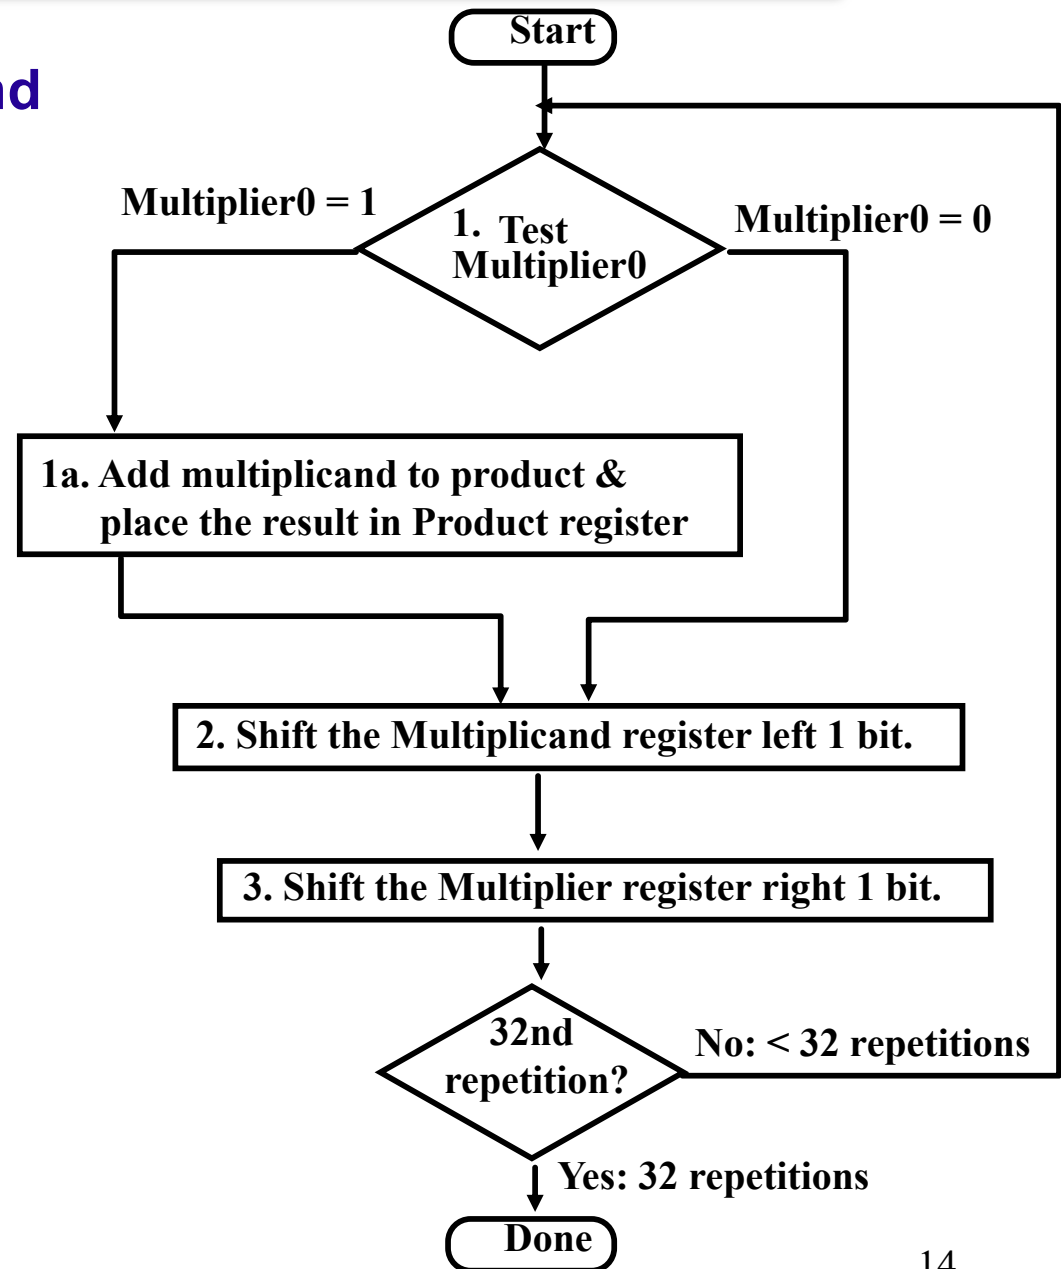 Start
nd
Multiplier0 = 1
Multiplier0 = 0
1. Test
Multiplier0
1a. Add multiplicand to product &
place the result in Product register
2. Shift the Multiplicand register left 1 bit.
3. Shift the Multiplier register right 1 bit.
32nd
repetition?
No: < 32 repetitions
Yes: 32 repetitions
Done
14